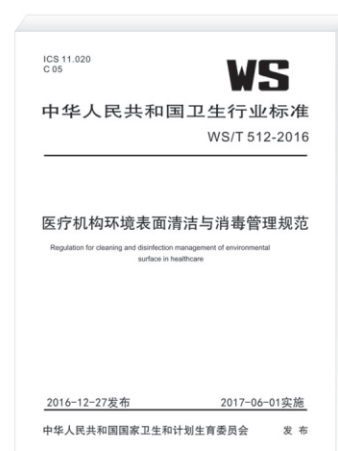 ICS 11.020
C 05
WS
中华人民共和国卫生行业标准
WS/T 512-2016
医疗机构环境表面清洁与消毒管理规范
Regulation for cleaning and disinfection management of environmental
surface in healthcare
2016-12-27发布 2017-06-01实施
中华人民共和国国家卫生和计划生育委员会 发 布